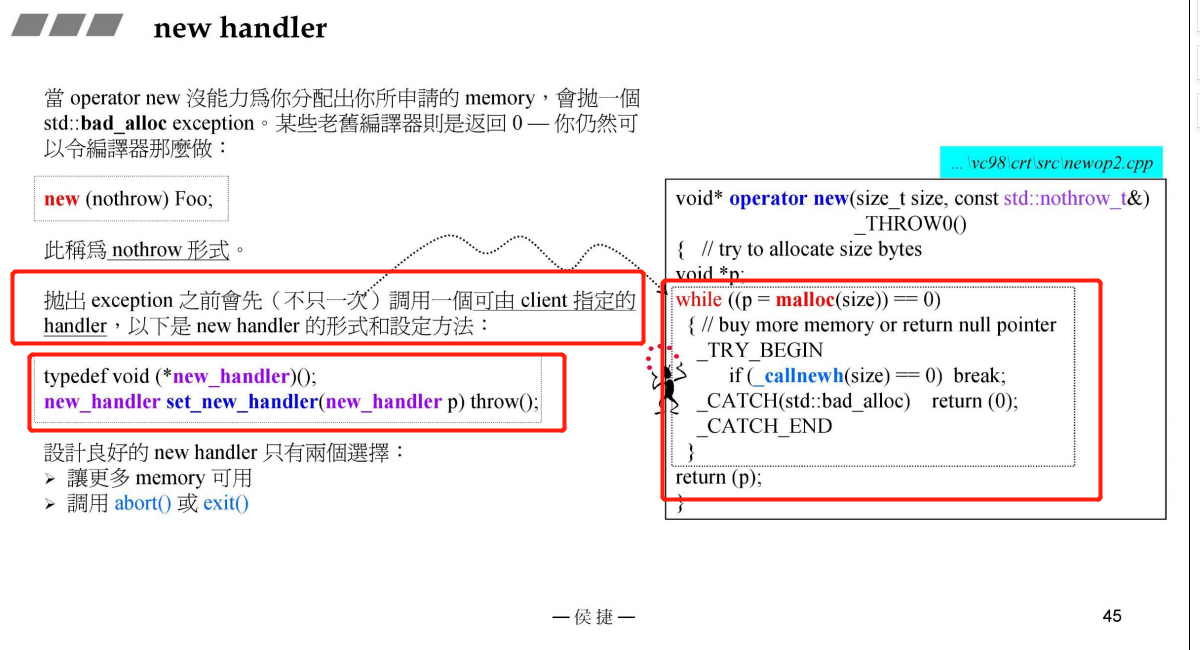 new handler
當 operator new 沒能力為你分配出你所申請的 memory，會拋一個
std::bad_alloc exception。某些老舊編譯器則是返回 0 — 你仍然可
以令編譯器那麼做：
new (nothrow) Foo;
此稱為 nothrow 形式。
拋出 exception 之前會先（不只一次）調用一個可由 client 指定的
handler，以下是 new handler 的形式和設定方法：
typedef void (*new_handler)();
new_handler set_new_handler(new_handler p) throw();
設計良好的 new handler 只有兩個選擇：
➢ 讓更多 memory 可用
➢ 調用 abort() 或 exit()
...\vc98\crt\src\newop2.cpp
void* operator new(size_t size, const std::nothrow_t&)
_THROW0()
{ // try to allocate size bytes
void *p;
while ((p = malloc(size)) == 0)
{ // buy more memory or return null pointer
_TRY_BEGIN
if (_callnewh(size) == 0) break;
_CATCH(std::bad_alloc) return (0);
_CATCH_END
}
return (p);
}
— 侯捷 —
45